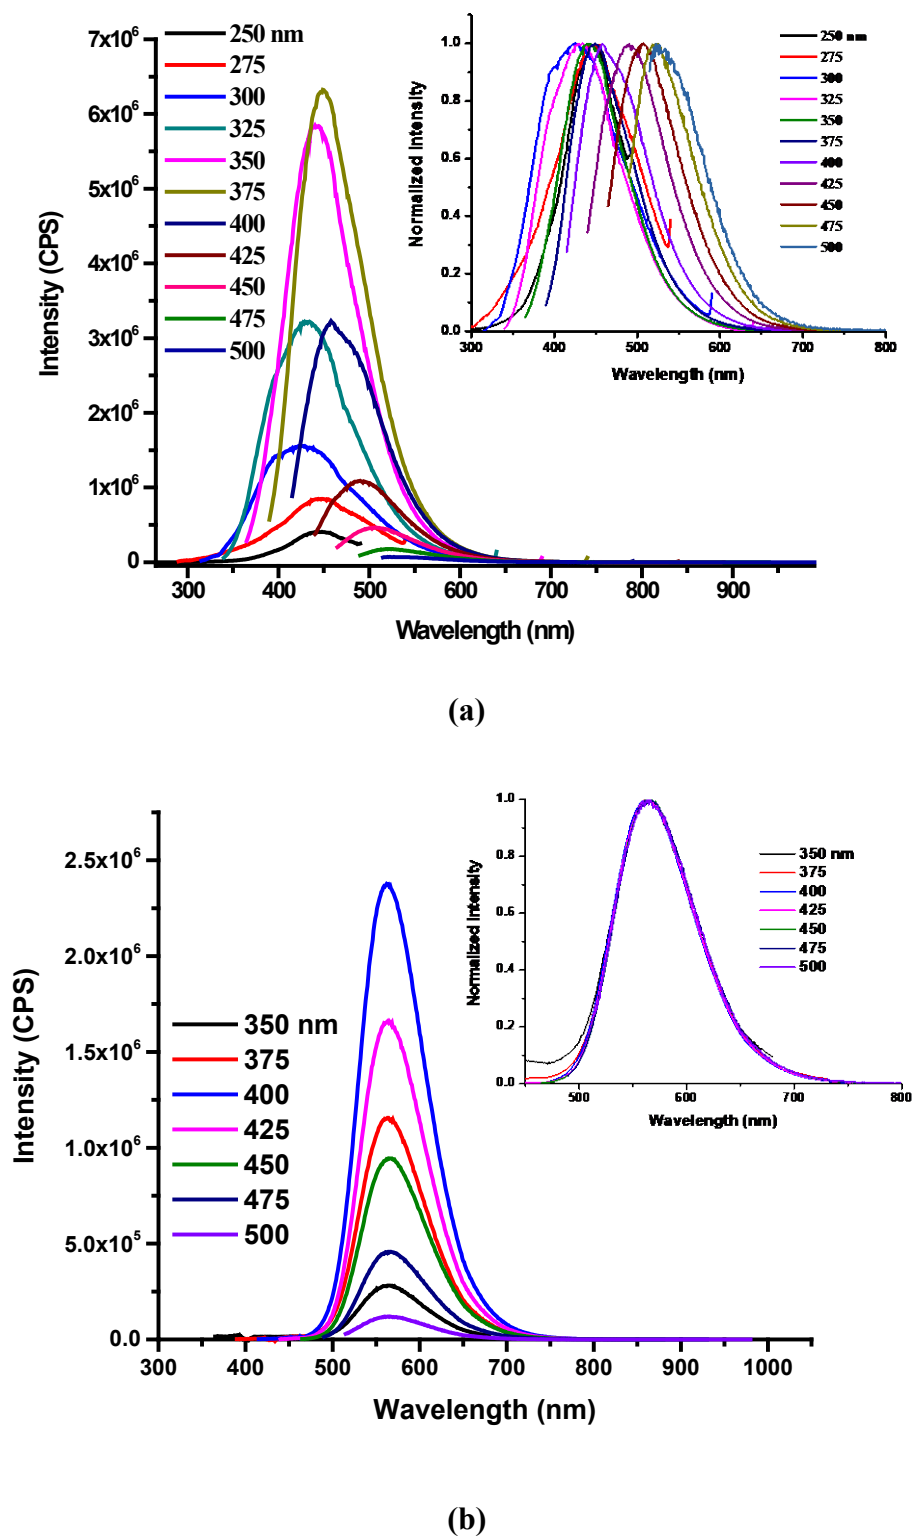 7x10⁶
6x10⁶
5x10⁶
4x10⁶
3x10⁶
2x10⁶
1x10⁶
0
Intensity (CPS)
250 nm
275
300
325
350
375
400
425
450
475
500
300 400 500 600 700 800 900
Wavelength (nm)
1.0
0.8
0.6
0.4
0.2
0.0
Normalized Intensity
250 nm
275
300
325
350
375
400
425
450
475
500
300 400 500 600 700 800
Wavelength (nm)
(a)
2.5x10⁶
2.0x10⁶
1.5x10⁶
1.0x10⁶
5.0x10⁵
0.0
Intensity (CPS)
350 nm
375
400
425
450
475
500
300 400 500 600 700 800 900 1000
Wavelength (nm)
1.0
0.8
0.6
0.4
0.2
0.0
Normalized Intensity
350 nm
375
400
425
450
475
500
500 600 700 800
Wavelength (nm)
(b)